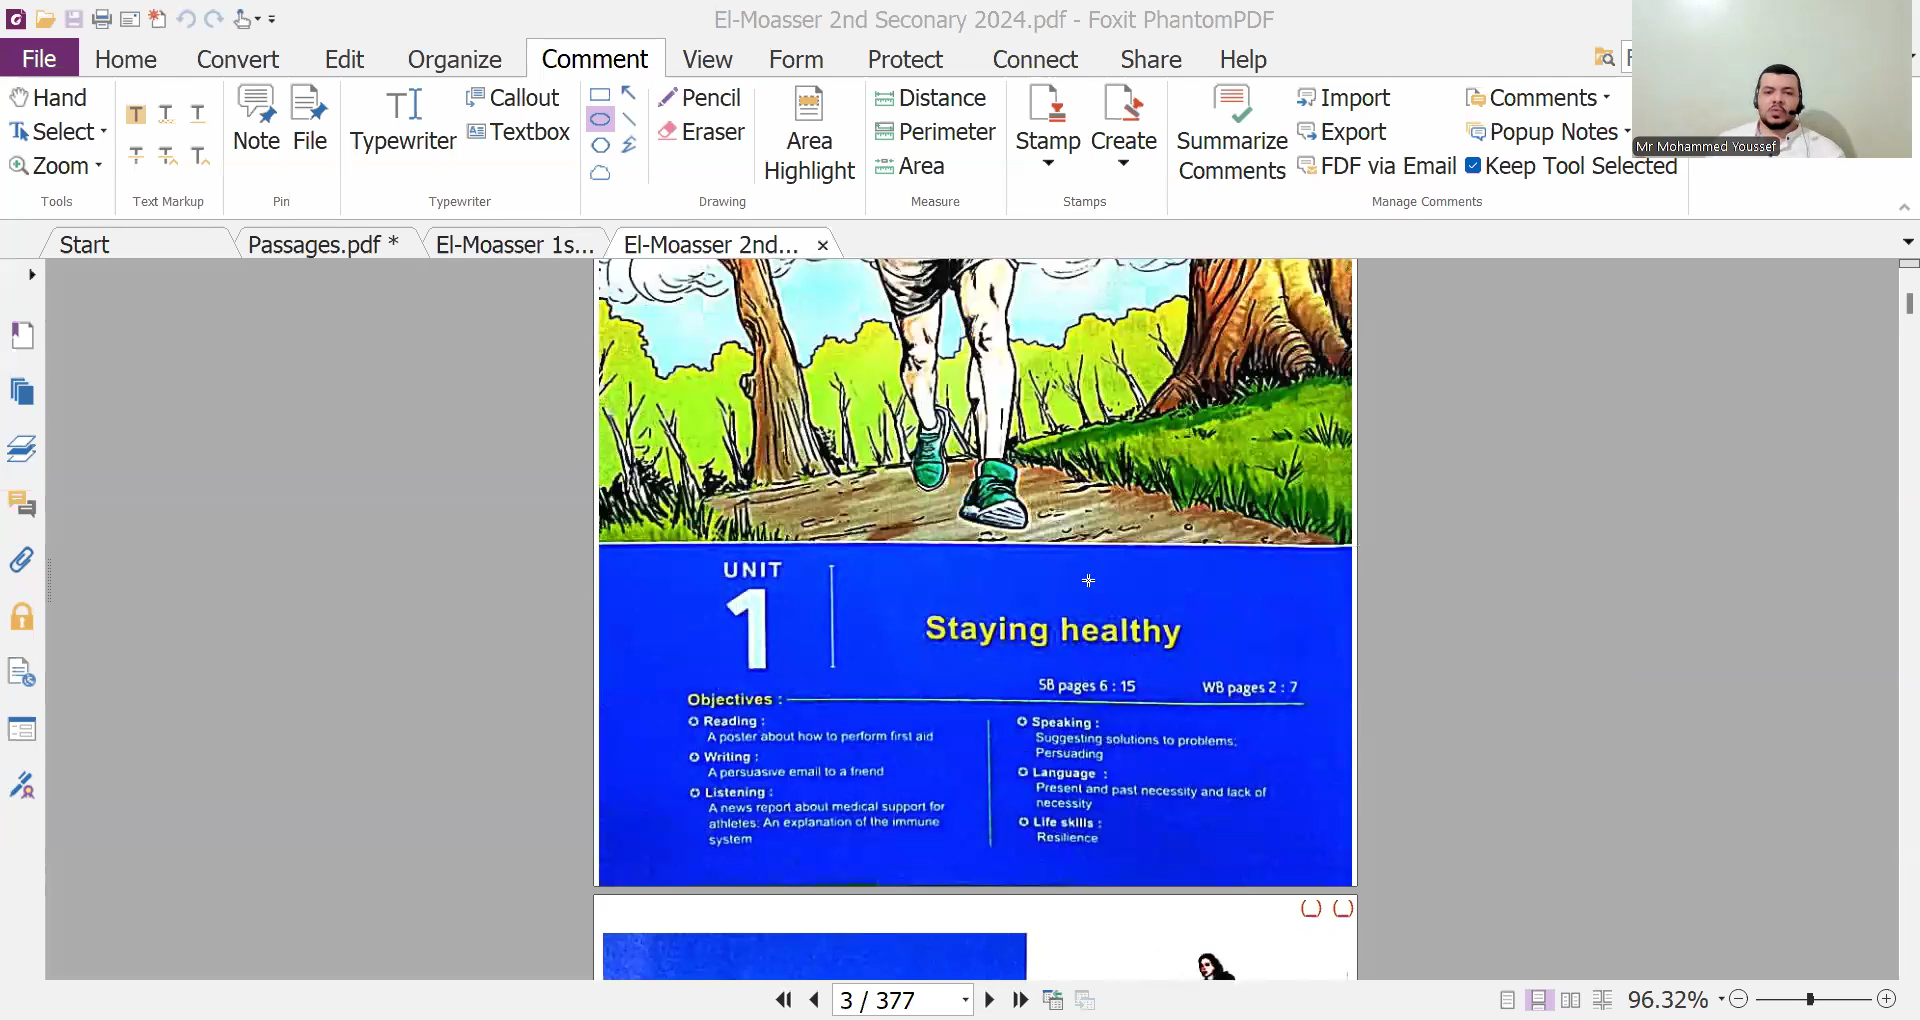 El-Moasser 2nd Seconary 2024.pdf - Foxit PhantomPDF
File Home Convert Edit Organize Comment View Form Protect Connect Share Help
Hand
Select
Zoom
Tools
Text Markup
Note
File
Pin
Typewriter
Callout
Textbox
Typewriter
Pencil
Eraser
Area Highlight
Drawing
Distance
Perimeter
Area
Measure
Stamp
Create
Stamps
Summarize Comments
Import
Export
FDF via Email
Comments
Popup Notes
Keep Tool Selected
Manage Comments
Mr Mohammed Youssef
Start
Passages.pdf *
El-Moasser 1s...
El-Moasser 2nd...
UNIT
1
Staying healthy
SB pages 6 : 15
WB pages 2 : 7
Objectives :
Reading :
A poster about how to perform first aid
Writing :
A persuasive email to a friend
Listening :
A news report about medical support for
athletes; An explanation of the immune
system
Speaking :
Suggesting solutions to problems;
Persuading
Language :
Present and past necessity and lack of
necessity
Life skills :
Resilience
(_) (_)
3 / 377
96.32%